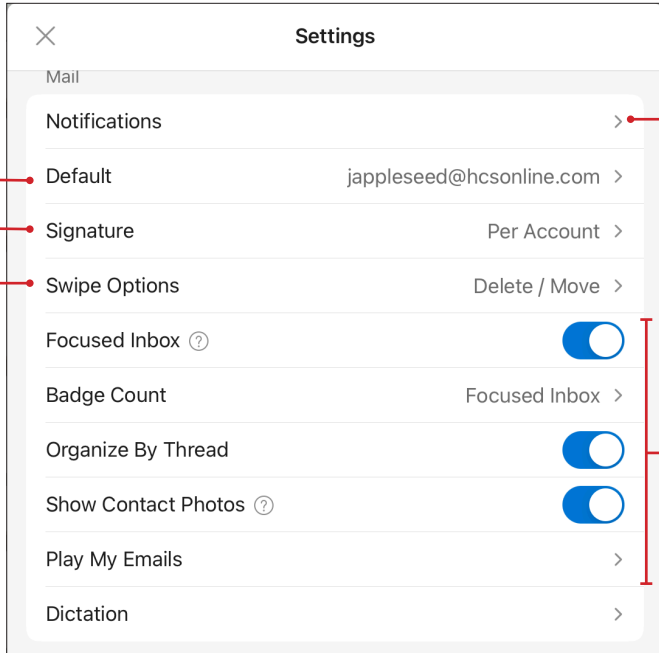 Settings
Mail
Notifications
Default jappleseed@hcsonline.com
Signature Per Account
Swipe Options Delete / Move
Focused Inbox ?
Badge Count Focused Inbox
Organize By Thread
Show Contact Photos ?
Play My Emails
Dictation